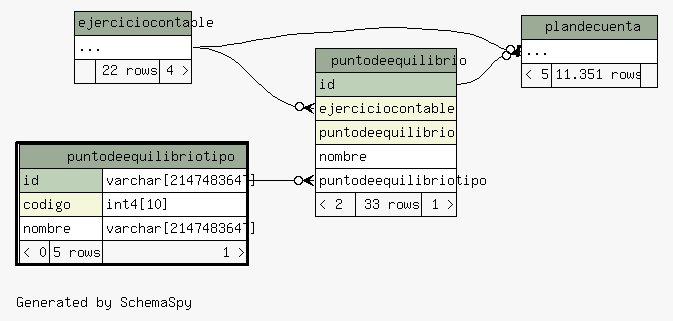 ejerciciocontable
...
22 rows 4 >
plandecuenta
...
< 5 11.351 rows
puntodeequilibrio
id
ejerciciocontable
puntodeequilibrio
nombre
puntodeequilibriotipo
< 2 33 rows 1 >
puntodeequilibriotipo
id varchar[2147483647]
codigo int4[10]
nombre varchar[2147483647]
< 0 5 rows 1 >
Generated by SchemaSpy